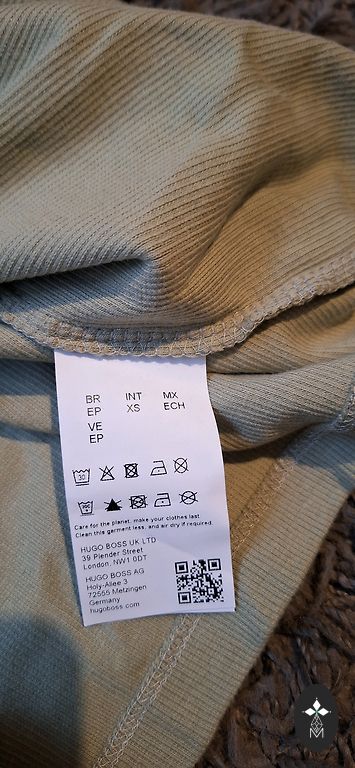 BR INT MX
EP XS ECH
VE
EP
30
Care for the planet, make your clothes last.
Clean this garment less, and air dry if required.
HUGO BOSS UK LTD
39 Plender Street
London, NW1 0DT
HUGO BOSS AG
Holy-Allee 3
72555 Metzingen
Germany
hugoboss.com
M